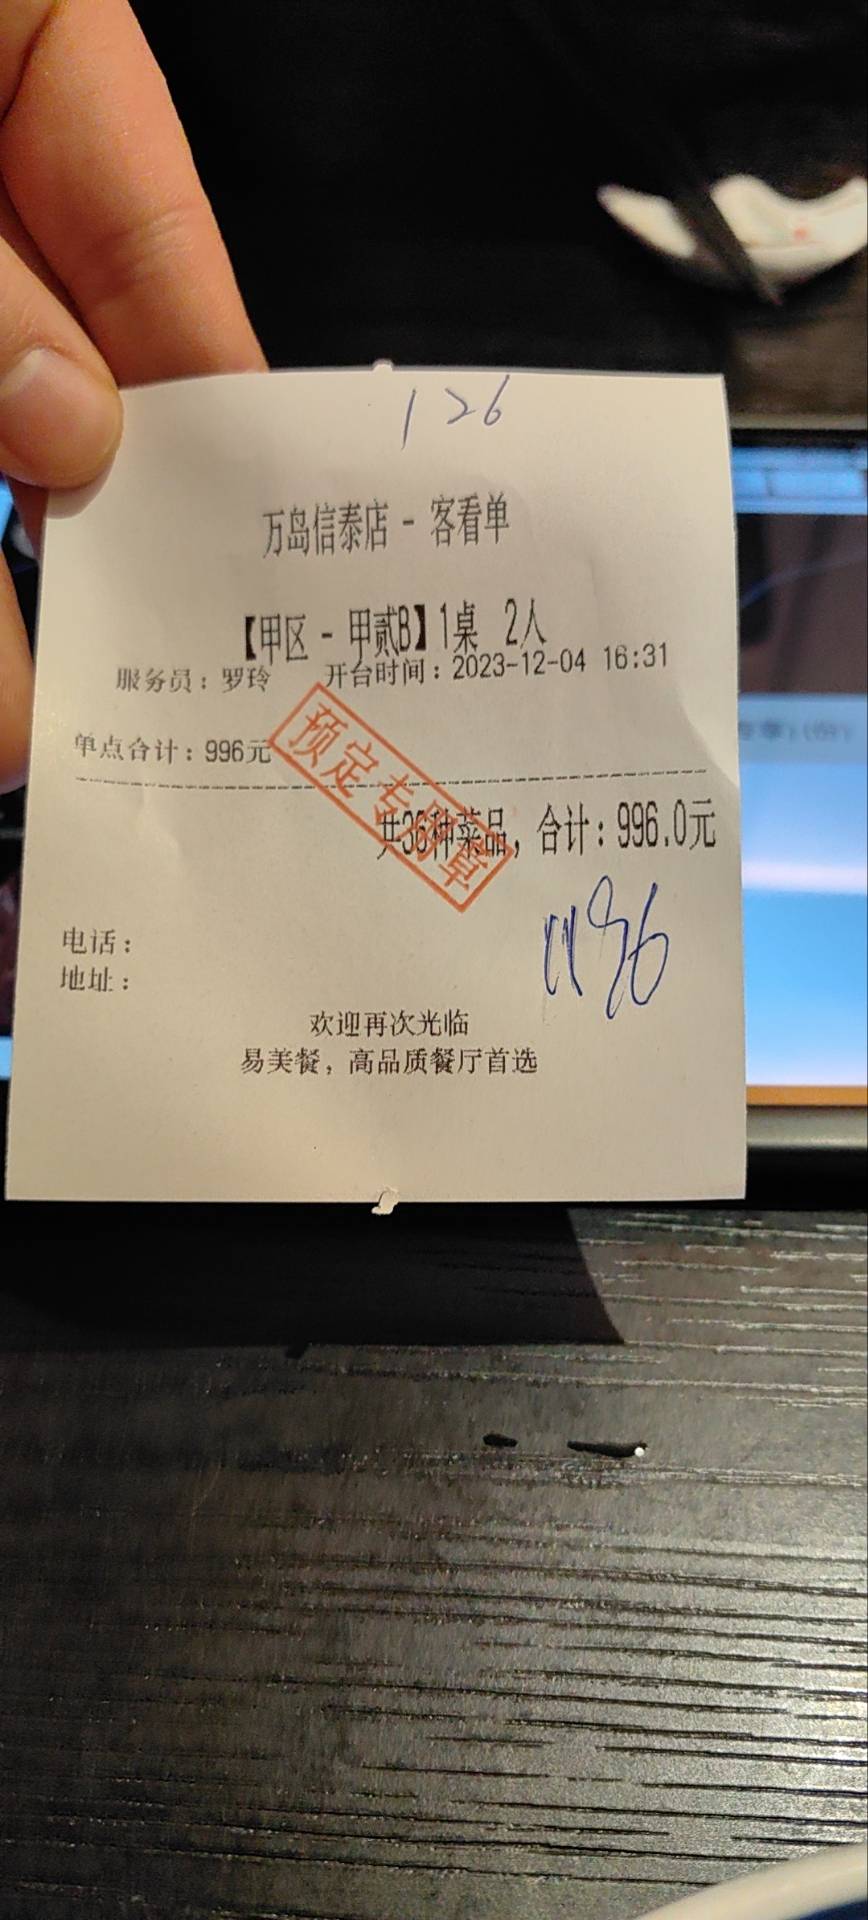 126
万岛信泰店 - 客看单
【甲区 - 甲贰B】1桌 2人
服务员：罗玲 开台时间：2023-12-04 16:31
单点合计：996元
预定专用章
共36种菜品，合计：996.0元
1196
电话：
地址：
欢迎再次光临
易美餐，高品质餐厅首选